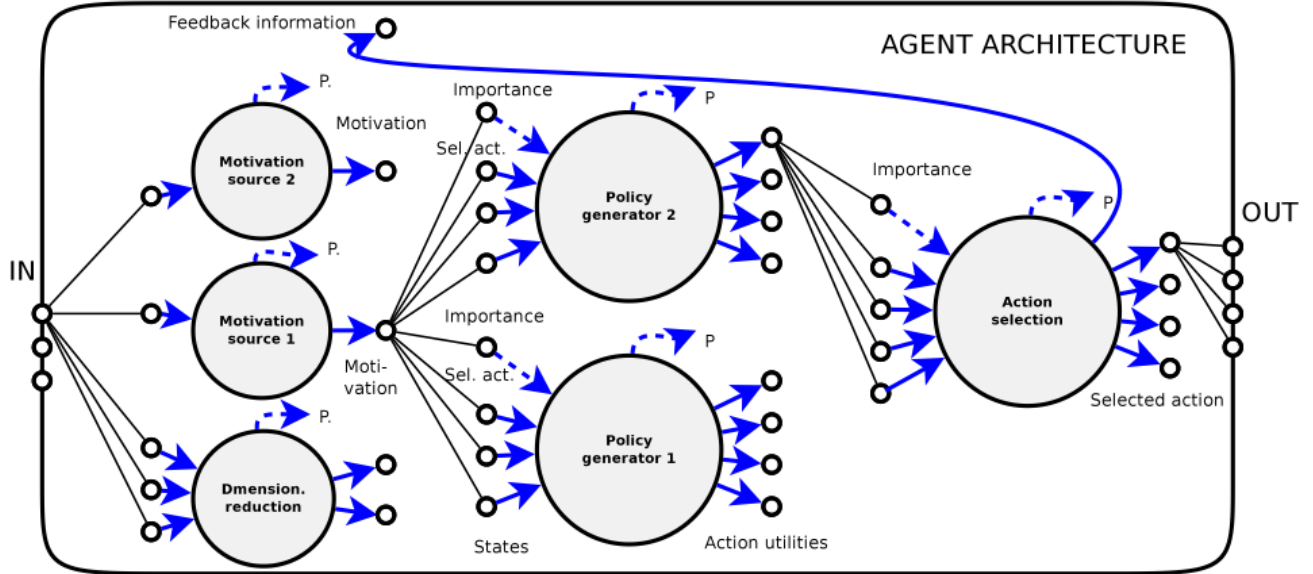 Feedback information
AGENT ARCHITECTURE
P.
Importance
P
Motivation
Sel. act.
Motivation
source 2
Importance
Policy
generator 2
P
OUT
IN
P.
Action
selection
Motivation
source 1
Importance
P
Moti-
vation
Sel. act.
Selected action
P.
Policy
generator 1
Dmension.
reduction
States
Action utilities